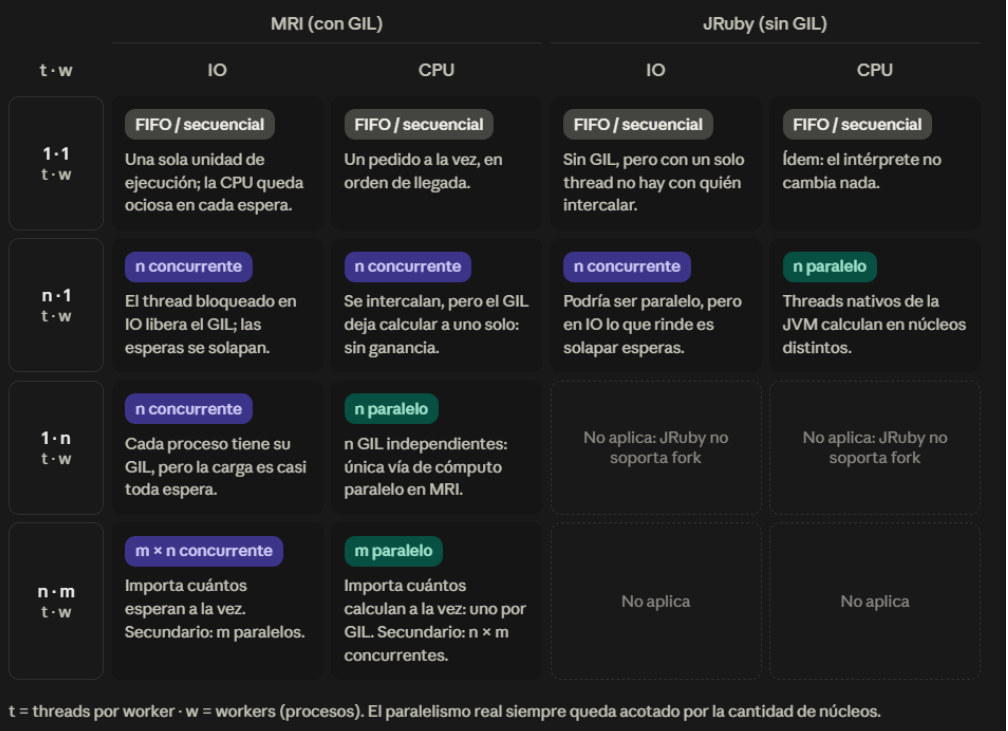 MRI (con GIL)
JRuby (sin GIL)
t · w
IO
CPU
IO
CPU
1 · 1
t · w
FIFO / secuencial
Una sola unidad de
ejecución; la CPU queda
ociosa en cada espera.
FIFO / secuencial
Un pedido a la vez, en
orden de llegada.
FIFO / secuencial
Sin GIL, pero con un solo
thread no hay con quién
intercalar.
FIFO / secuencial
Ídem: el intérprete no
cambia nada.
n · 1
t · w
n concurrente
El thread bloqueado en
IO libera el GIL; las
esperas se solapan.
n concurrente
Se intercalan, pero el GIL
deja calcular a uno solo:
sin ganancia.
n concurrente
Podría ser paralelo, pero
en IO lo que rinde es
solapar esperas.
n paralelo
Threads nativos de la
JVM calculan en núcleos
distintos.
1 · n
t · w
n concurrente
Cada proceso tiene su
GIL, pero la carga es casi
toda espera.
n paralelo
n GIL independientes:
única vía de cómputo
paralelo en MRI.
No aplica: JRuby no
soporta fork
No aplica: JRuby no
soporta fork
n · m
t · w
m × n concurrente
Importa cuántos
esperan a la vez.
Secundario: m paralelos.
m paralelo
Importa cuántos
calculan a la vez: uno por
GIL. Secundario: n × m
concurrentes.
No aplica
No aplica
t = threads por worker · w = workers (procesos). El paralelismo real siempre queda acotado por la cantidad de núcleos.